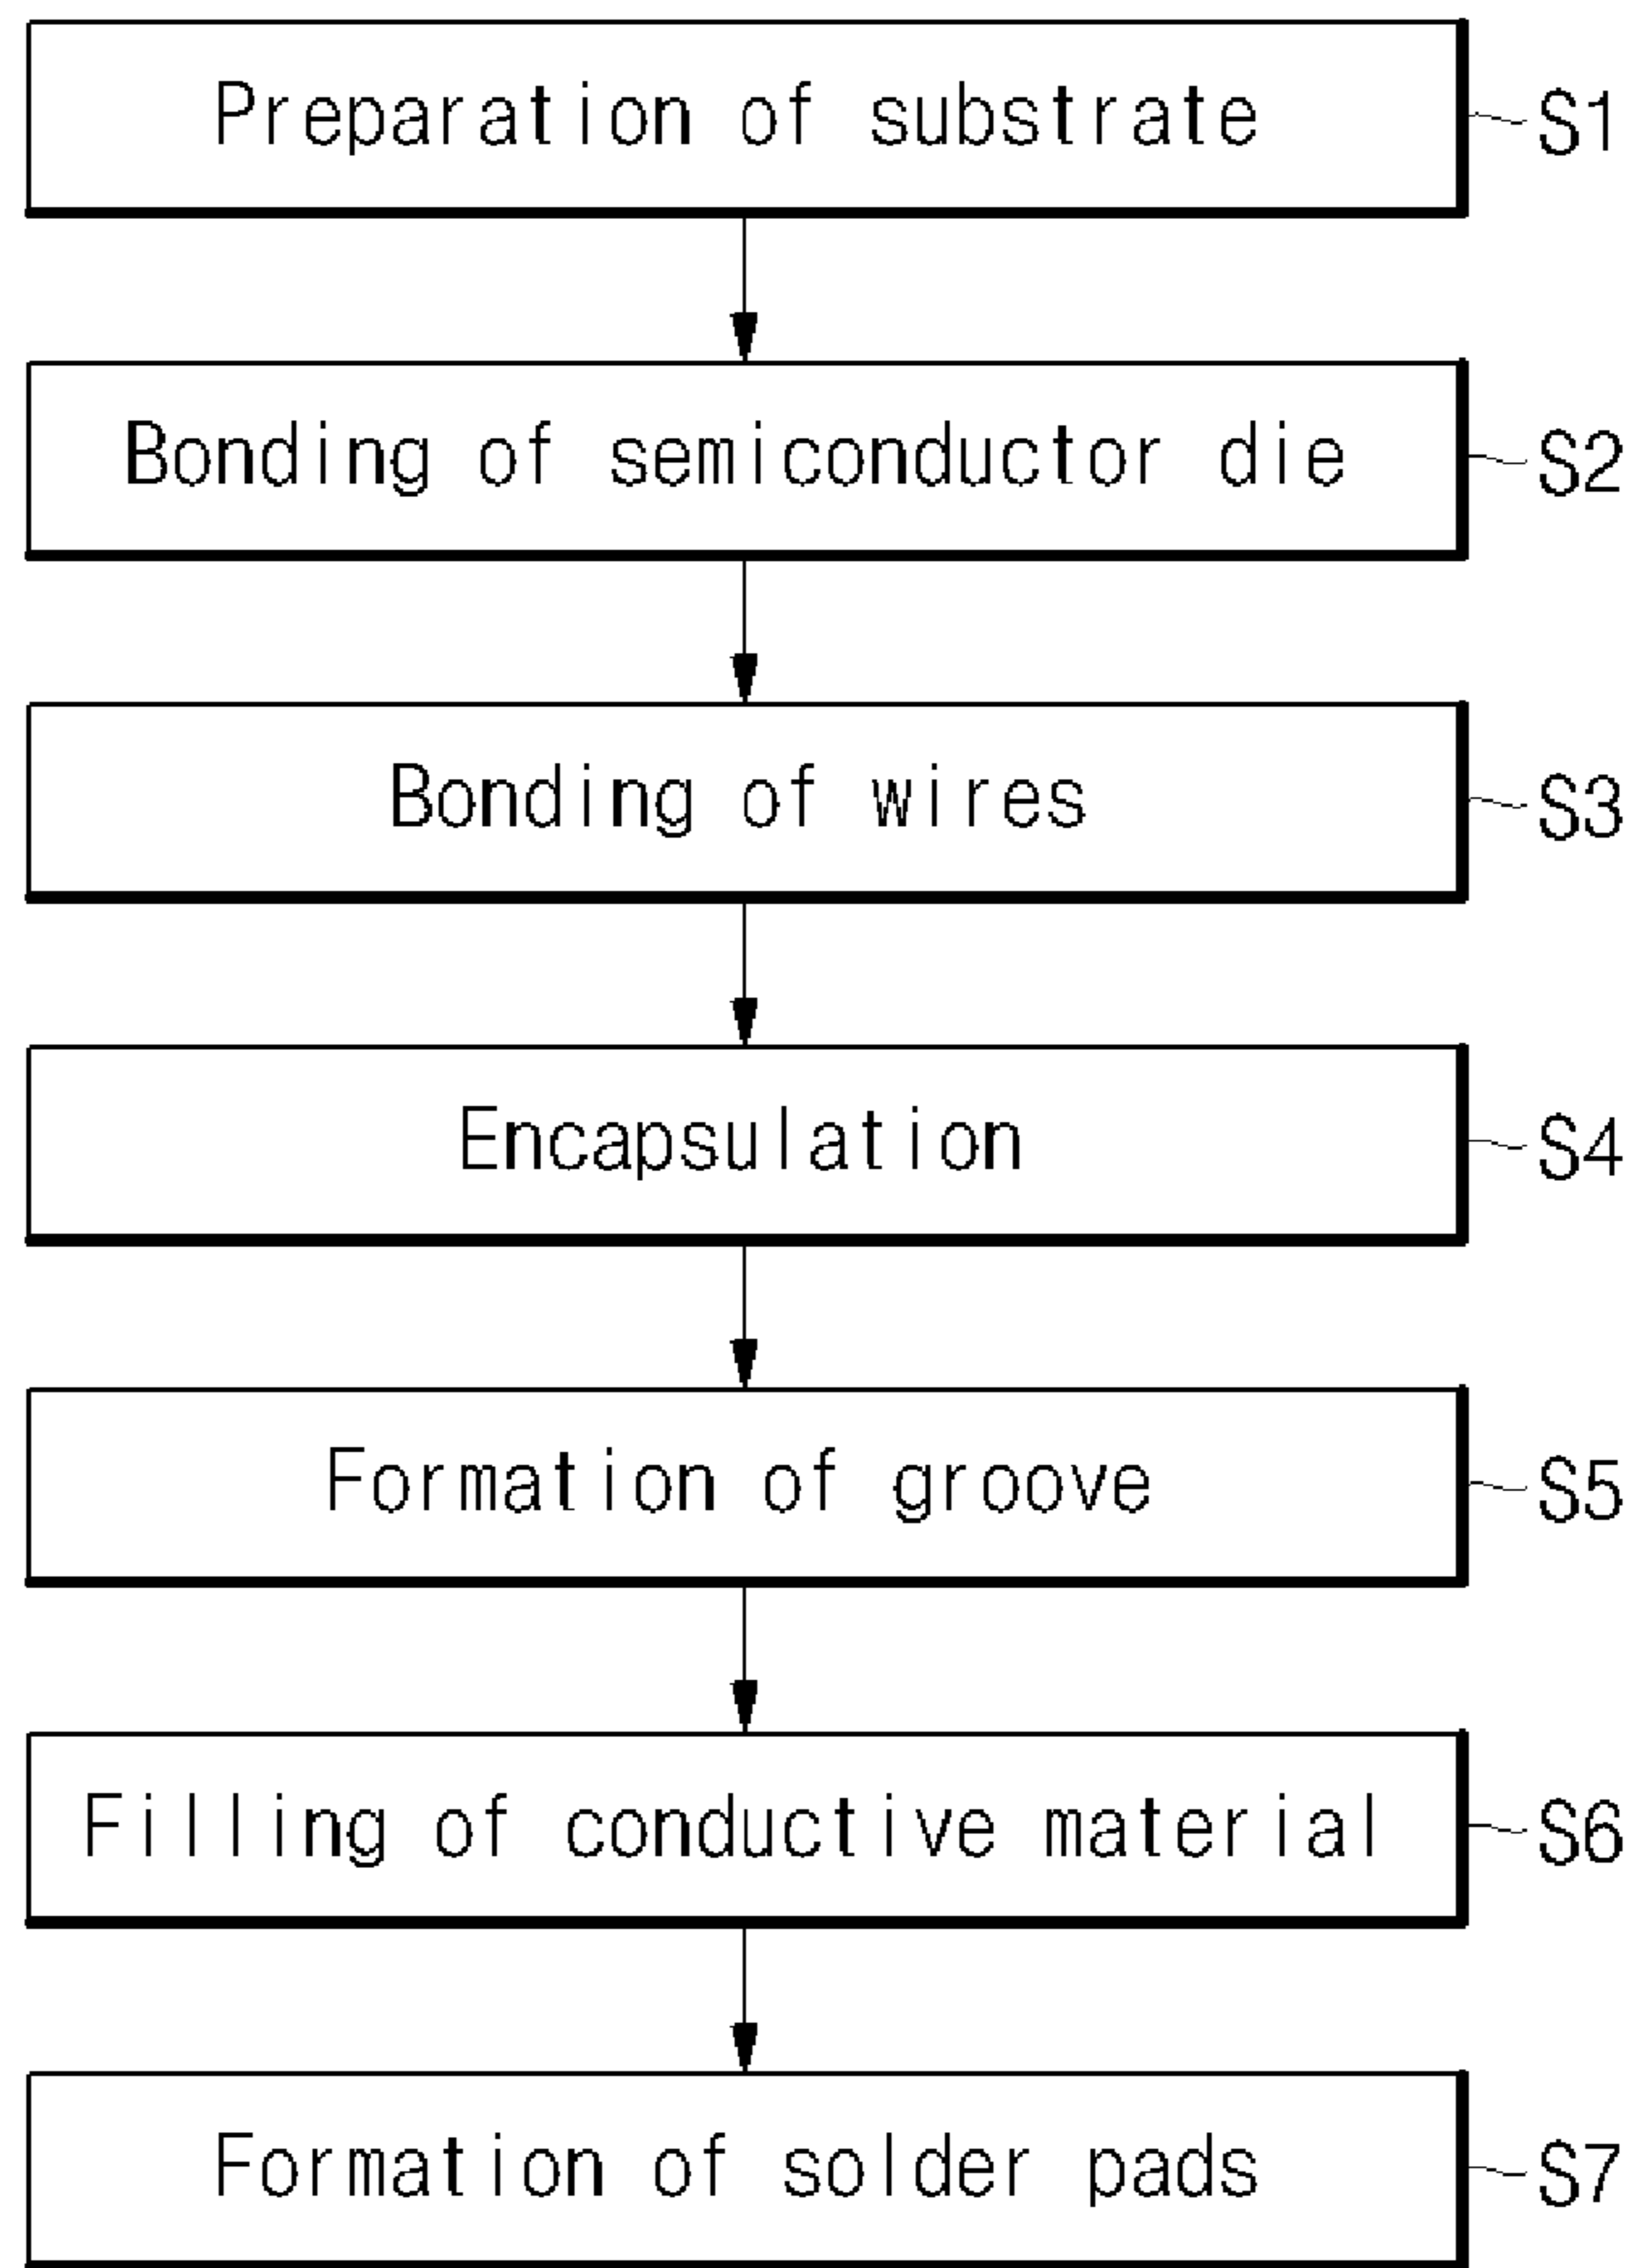 Preparation of substrate S1
Bonding of semiconductor die S2
Bonding of wires S3
Encapsulation S4
Formation of groove S5
Filling of conductive material S6
Formation of solder pads S7